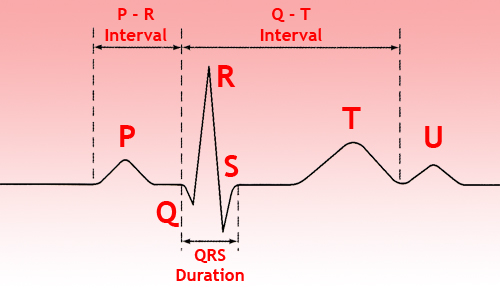 P - R
Interval
Q - T
Interval
R
P
T
U
S
Q
QRS
Duration